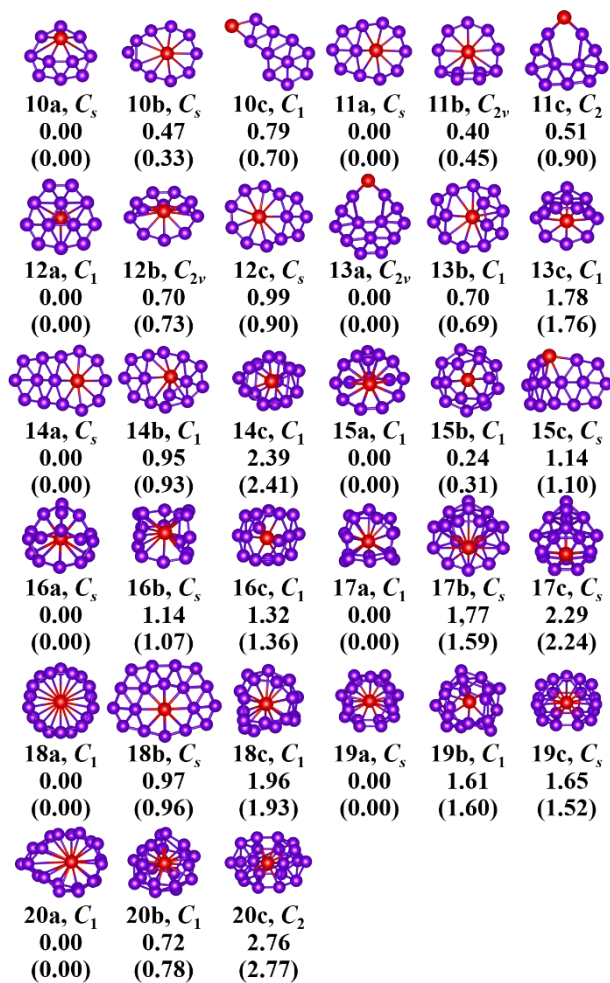 10a, Cs 10b, Cs 10c, C1 11a, Cs 11b, C2v 11c, C2
0.00 0.47 0.79 0.00 0.40 0.51
(0.00) (0.33) (0.70) (0.00) (0.45) (0.90)
12a, C1 12b, C2v 12c, Cs 13a, C2v 13b, C1 13c, C1
0.00 0.70 0.99 0.00 0.70 1.78
(0.00) (0.73) (0.90) (0.00) (0.69) (1.76)
14a, Cs 14b, C1 14c, C1 15a, C1 15b, C1 15c, Cs
0.00 0.95 2.39 0.00 0.24 1.14
(0.00) (0.93) (2.41) (0.00) (0.31) (1.10)
16a, Cs 16b, Cs 16c, C1 17a, C1 17b, Cs 17c, Cs
0.00 1.14 1.32 0.00 1,77 2.29
(0.00) (1.07) (1.36) (0.00) (1.59) (2.24)
18a, C1 18b, Cs 18c, C1 19a, Cs 19b, C1 19c, Cs
0.00 0.97 1.96 0.00 1.61 1.65
(0.00) (0.96) (1.93) (0.00) (1.60) (1.52)
20a, C1 20b, C1 20c, C2
0.00 0.72 2.76
(0.00) (0.78) (2.77)